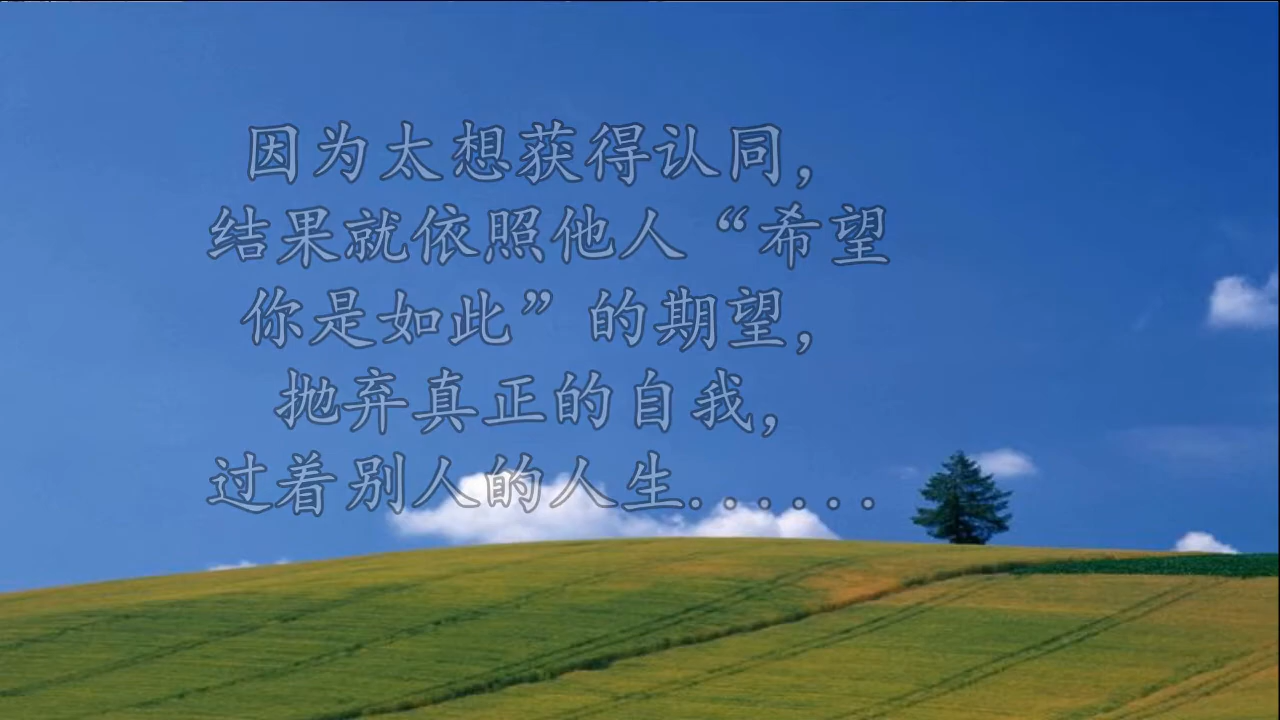 因为太想获得认同，
结果就依照他人“希望
你是如此”的期望，
抛弃真正的自我，
过着别人的人生......